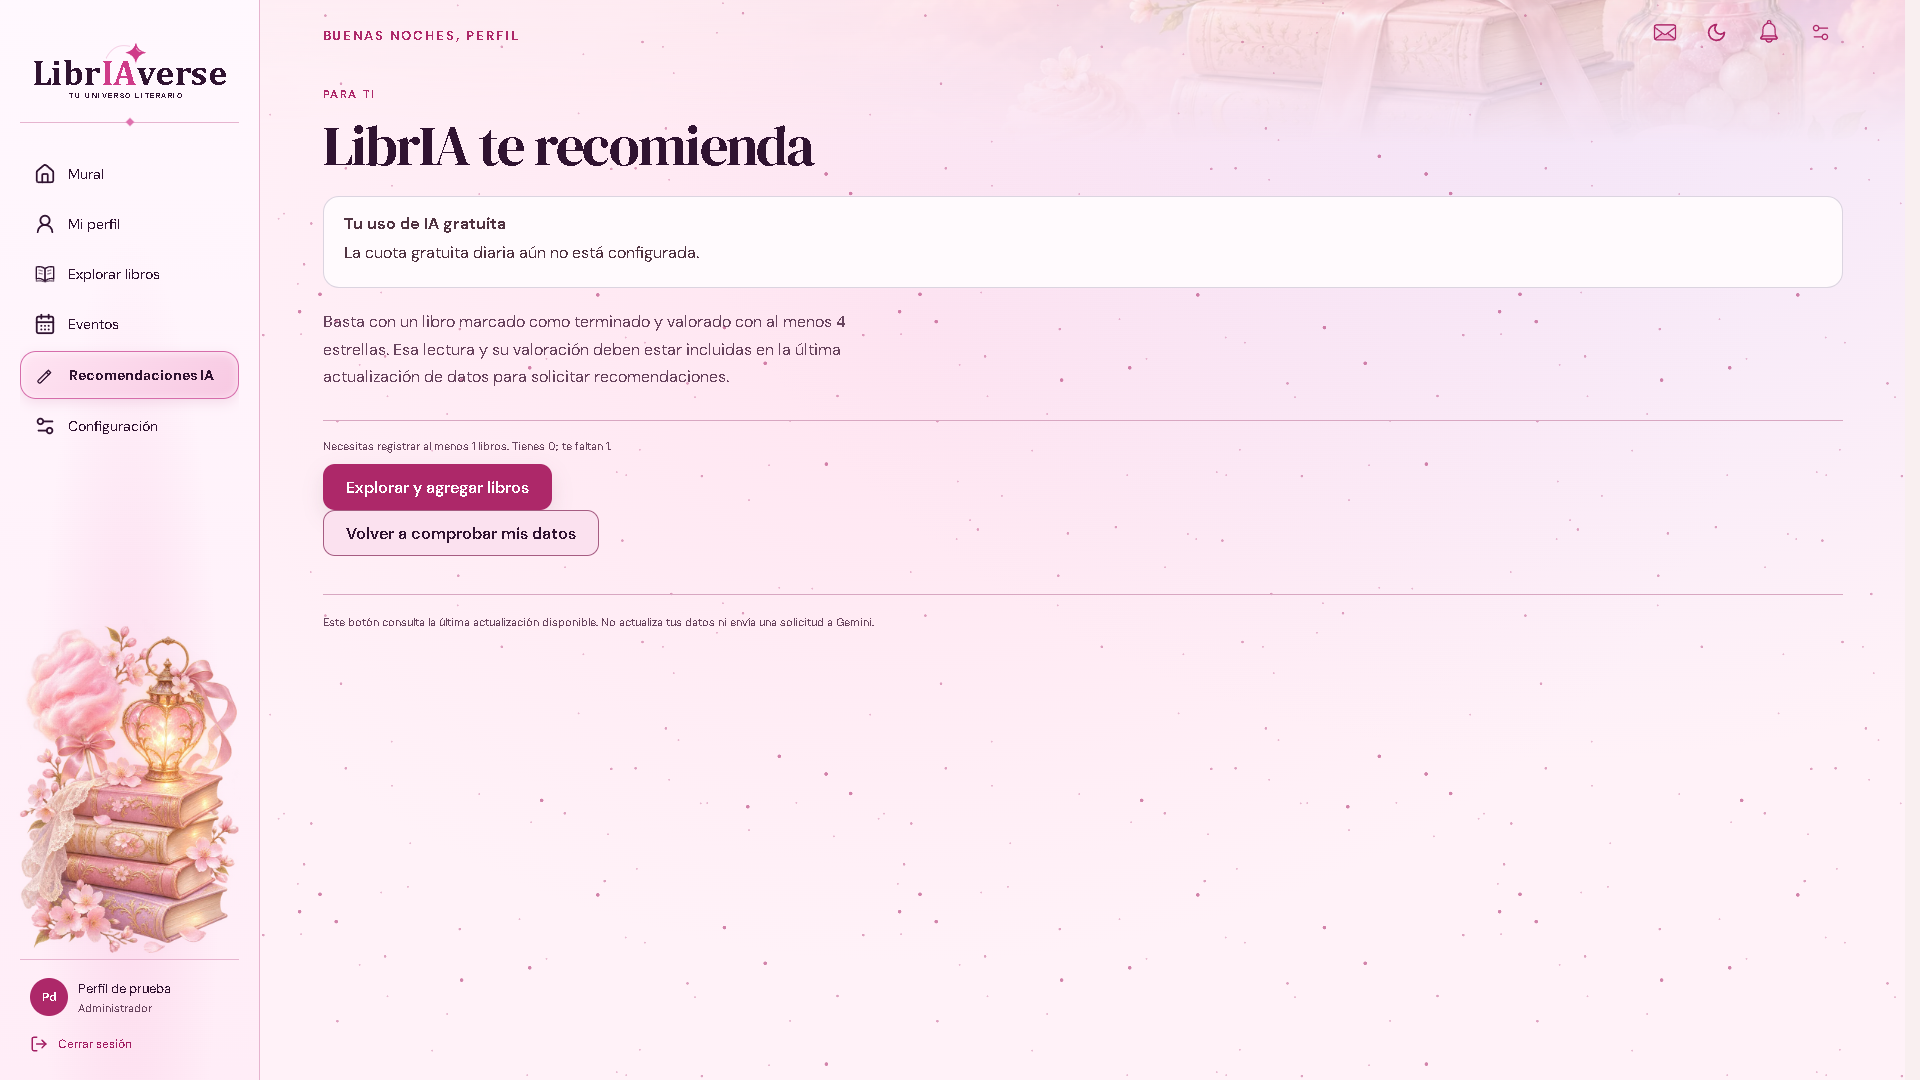 LibrIAverse
TU UNIVERSO LITERARIO
Mural
Mi perfil
Explorar libros
Eventos
Recomendaciones IA
Configuración
Pd
Perfil de prueba
Administrador
Cerrar sesión
BUENAS NOCHES, PERFIL
PARA TI
LibrIA te recomienda
Tu uso de IA gratuita
La cuota gratuita diaria aún no está configurada.
Basta con un libro marcado como terminado y valorado con al menos 4
estrellas. Esa lectura y su valoración deben estar incluidas en la última
actualización de datos para solicitar recomendaciones.
Necesitas registrar al menos 1 libros. Tienes 0; te faltan 1.
Explorar y agregar libros
Volver a comprobar mis datos
Este botón consulta la última actualización disponible. No actualiza tus datos ni envía una solicitud a Gemini.